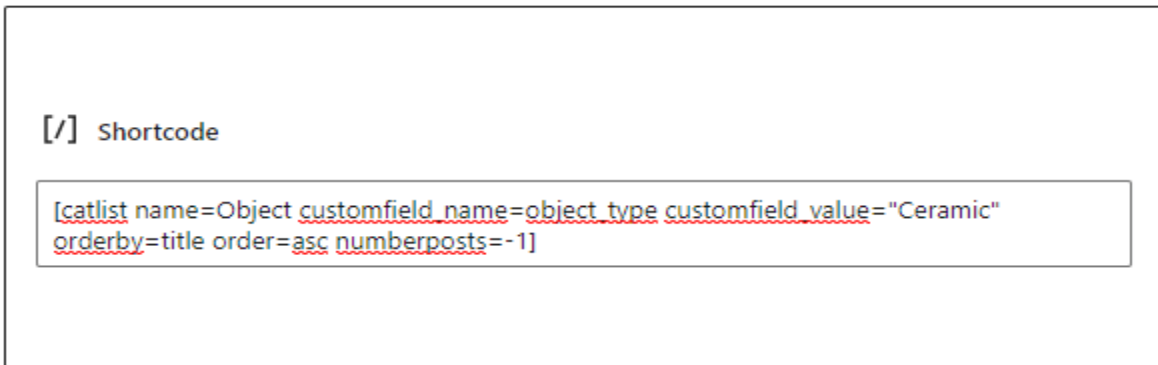 [/] Shortcode
[catlist name=Object customfield_name=object_type customfield_value="Ceramic"
orderby=title order=asc numberposts=-1]